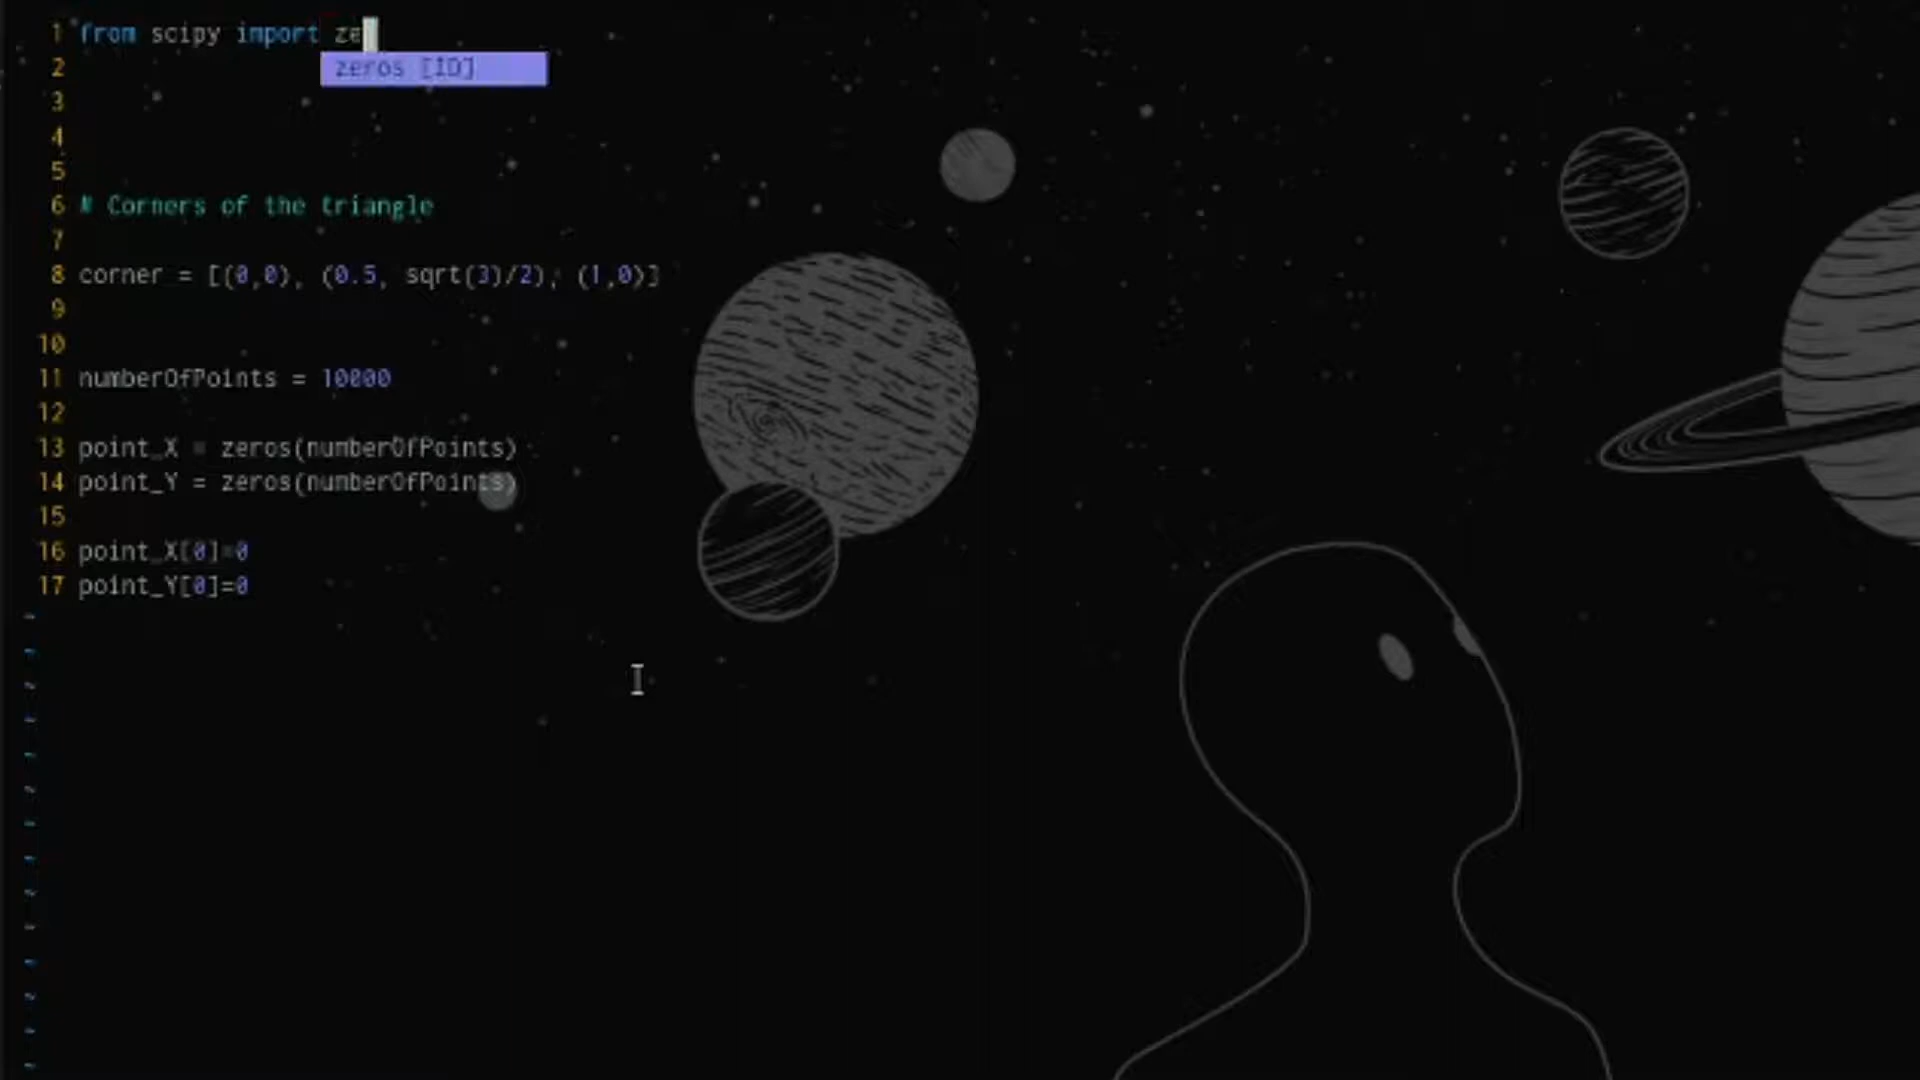 1 from scipy import ze
2 zeros [ID]
3
4
5
6 # Corners of the triangle
7
8 corner = [(0,0), (0.5, sqrt(3)/2), (1,0)]
9
10
11 numberOfPoints = 10000
12
13 point_X = zeros(numberOfPoints)
14 point_Y = zeros(numberOfPoints)
15
16 point_X[0]=0
17 point_Y[0]=0
~
~
~
~
~
~
~
~
~
~
~
~
~
~